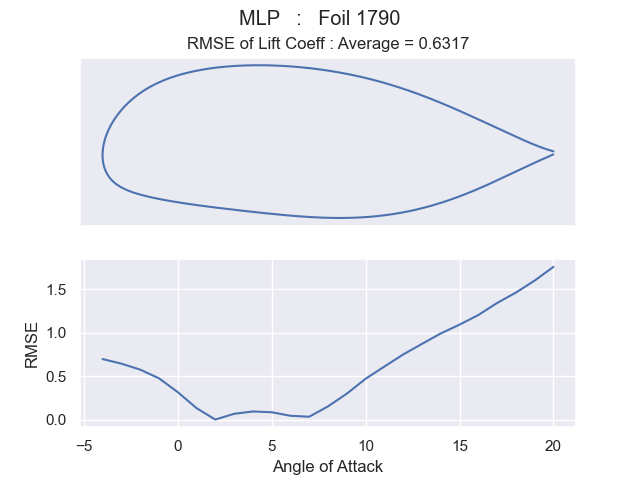 MLP   :   Foil 1790
RMSE of Lift Coeff : Average = 0.6317
1.5
1.0
0.5
0.0
RMSE
−5 0 5 10 15 20
Angle of Attack